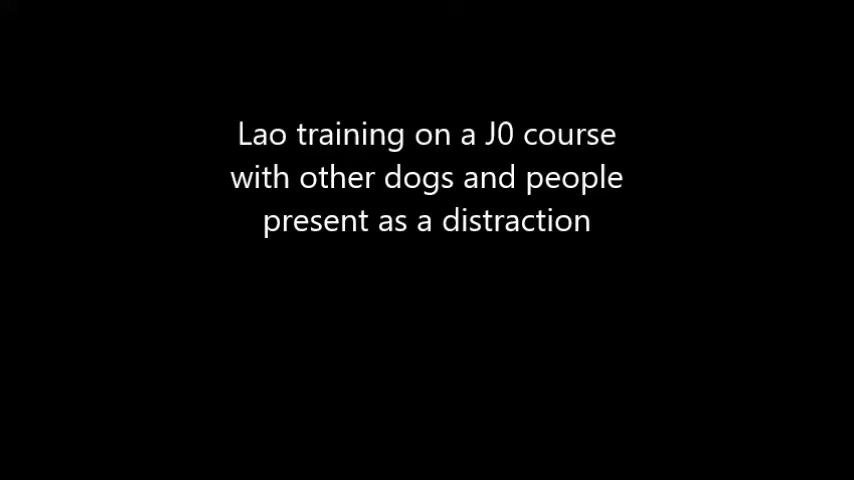 Lao training on a J0 course
with other dogs and people
present as a distraction